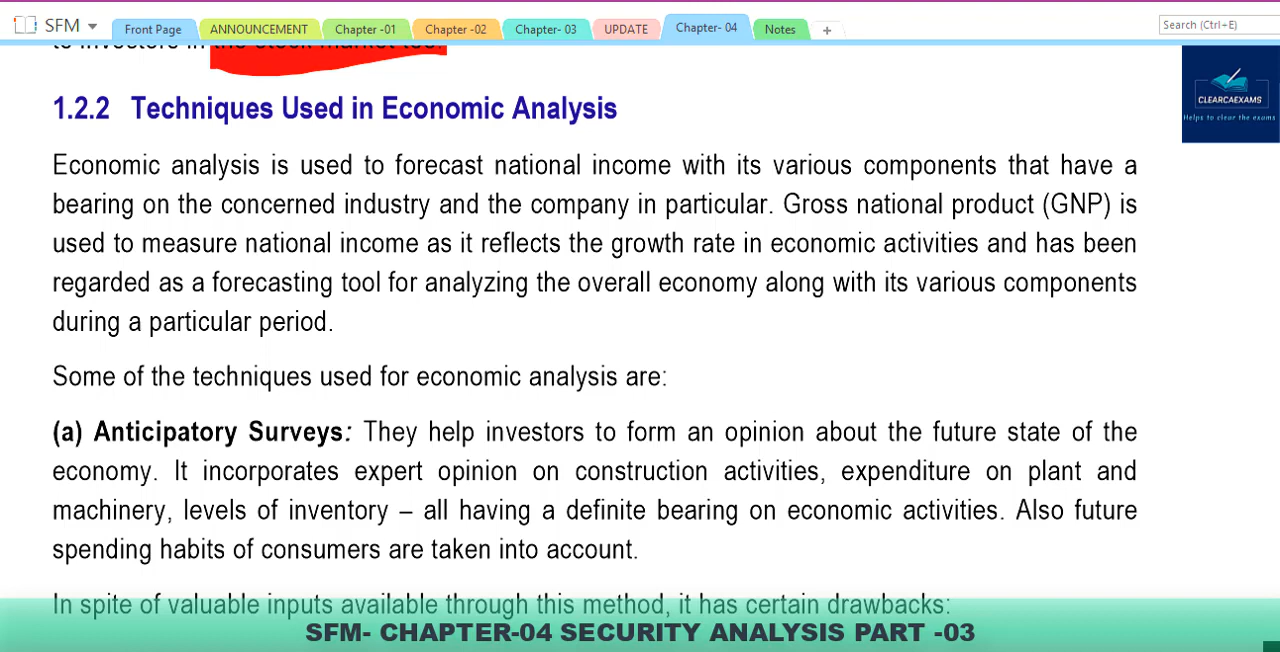 SFM
Front Page
ANNOUNCEMENT
Chapter -01
Chapter -02
Chapter- 03
UPDATE
Chapter- 04
Notes
Search (Ctrl+E)
to investors in the stock market too.
CLEARCAEXAMS
Helps to clear the exams
1.2.2 Techniques Used in Economic Analysis
Economic analysis is used to forecast national income with its various components that have a
bearing on the concerned industry and the company in particular. Gross national product (GNP) is
used to measure national income as it reflects the growth rate in economic activities and has been
regarded as a forecasting tool for analyzing the overall economy along with its various components
during a particular period.
Some of the techniques used for economic analysis are:
(a) Anticipatory Surveys: They help investors to form an opinion about the future state of the
economy. It incorporates expert opinion on construction activities, expenditure on plant and
machinery, levels of inventory – all having a definite bearing on economic activities. Also future
spending habits of consumers are taken into account.
In spite of valuable inputs available through this method, it has certain drawbacks:
SFM- CHAPTER-04 SECURITY ANALYSIS PART -03